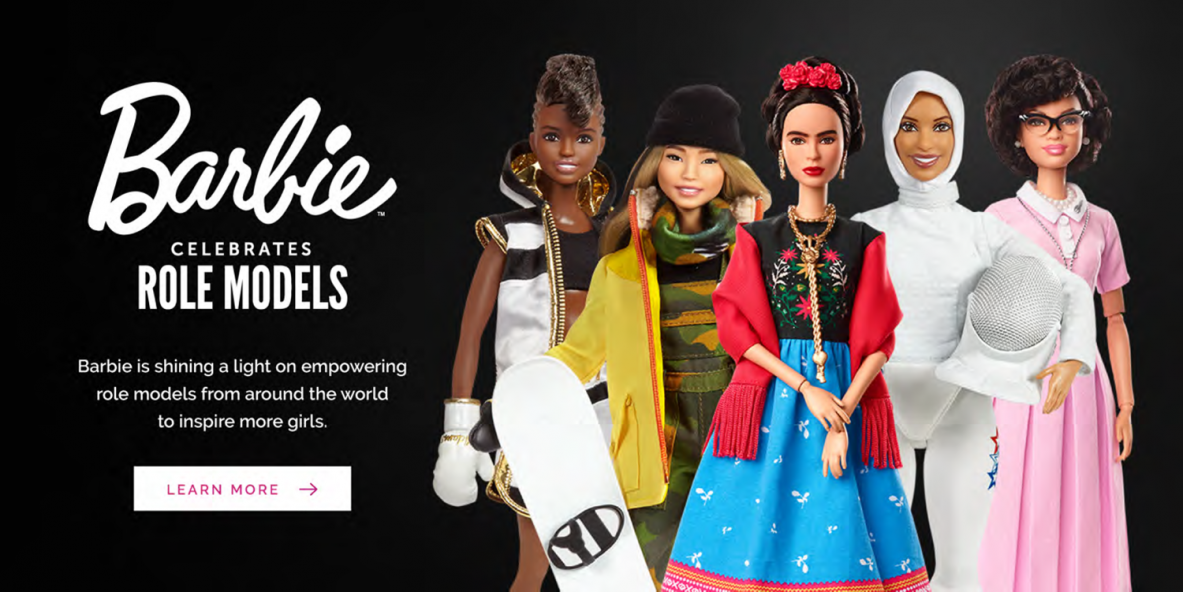 Barbie™
CELEBRATES
ROLE MODELS
Barbie is shining a light on empowering
role models from around the world
to inspire more girls.
LEARN MORE →